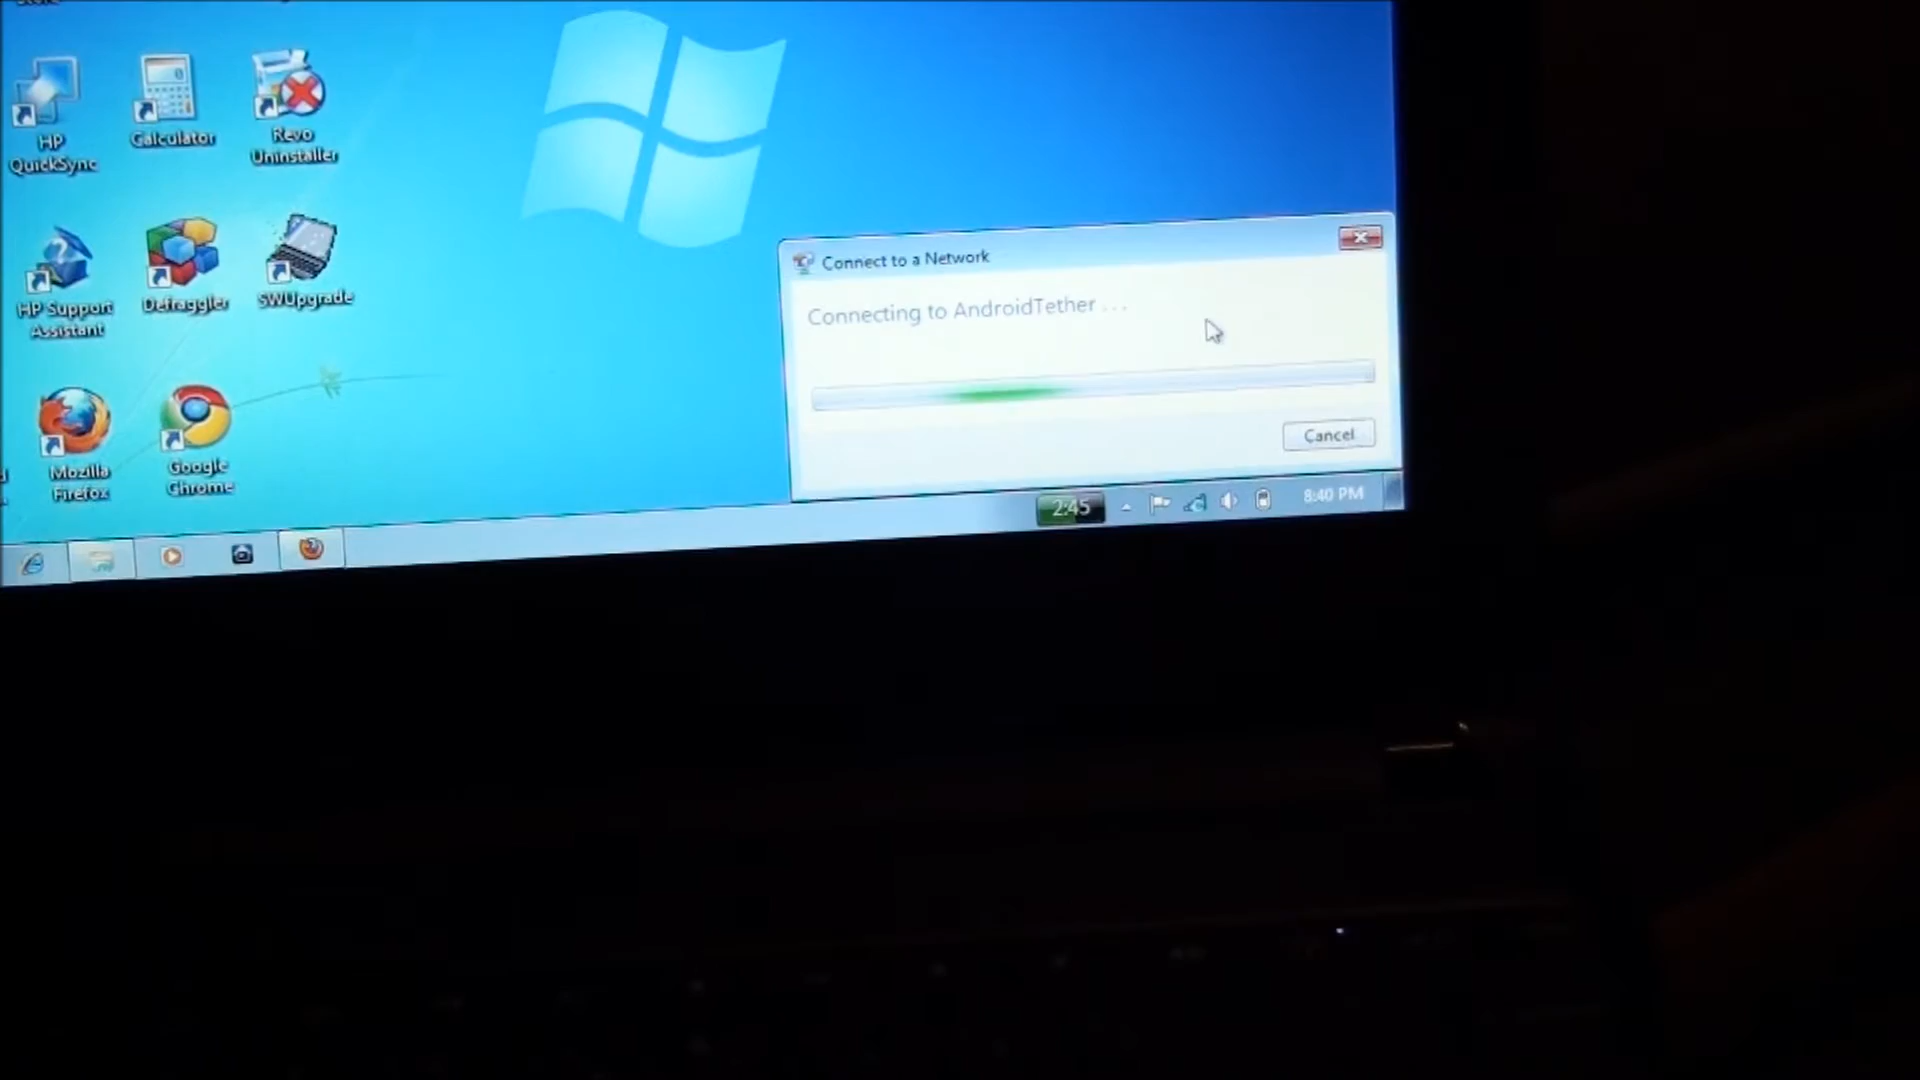 HP
QuickSync
Calculator
Revo
Uninstaller
HP Support
Assistant
Defraggler
SWUpgrade
Mozilla
Firefox
Google
Chrome
Connect to a Network
Connecting to AndroidTether ...
Cancel
2:45
8:40 PM